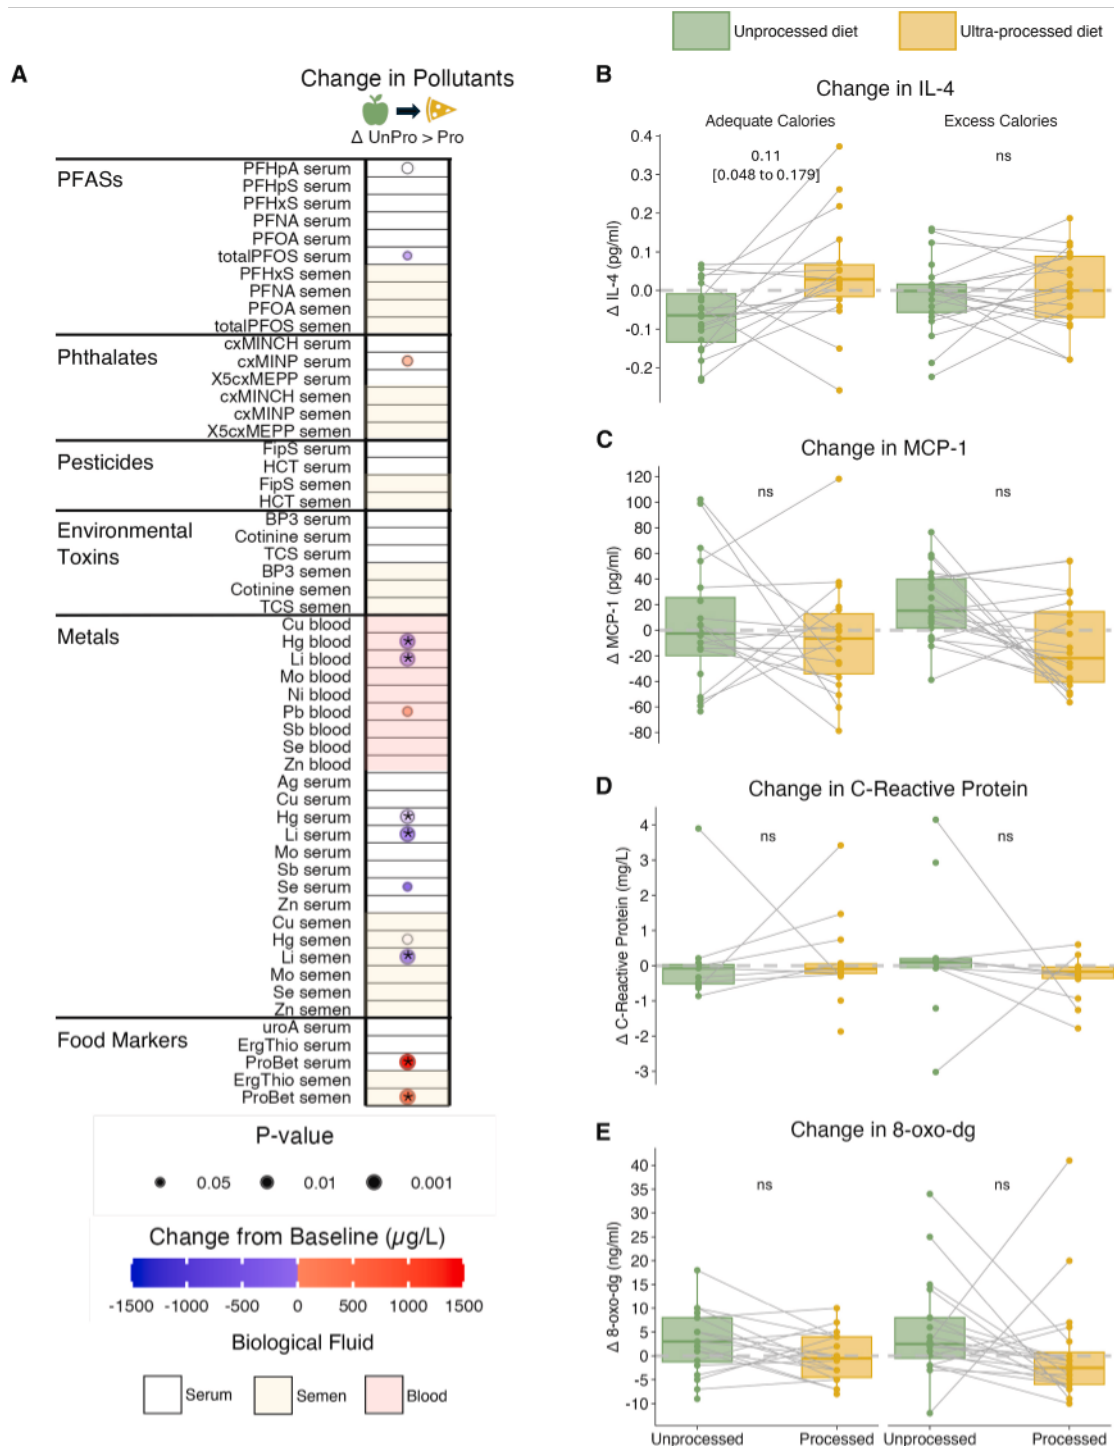 Unprocessed diet
Ultra-processed diet
A
Change in Pollutants
Δ UnPro > Pro
PFASs
PFHpA serum
PFHpS serum
PFHxS serum
PFNA serum
PFOA serum
totalPFOS serum
PFHxS semen
PFNA semen
PFOA semen
totalPFOS semen
Phthalates
cxMINCH serum
cxMINP serum
X5cxMEPP serum
cxMINCH semen
cxMINP semen
X5cxMEPP semen
Pesticides
FipS serum
HCT serum
FipS semen
HCT semen
Environmental
Toxins
BP3 serum
Cotinine serum
TCS serum
BP3 semen
Cotinine semen
TCS semen
Metals
Cu blood
Hg blood
Li blood
Mo blood
Ni blood
Pb blood
Sb blood
Se blood
Zn blood
Ag serum
Cu serum
Hg serum
Li serum
Mo serum
Sb serum
Se serum
Zn serum
Cu semen
Hg semen
Li semen
Mo semen
Se semen
Zn semen
Food Markers
uroA serum
ErgThio serum
ProBet serum
ErgThio semen
ProBet semen
P-value
0.05
0.01
0.001
Change from Baseline (µg/L)
-1500
-1000
-500
0
500
1000
1500
Biological Fluid
Serum
Semen
Blood
B
Change in IL-4
Adequate Calories
Excess Calories
0.11
[0.048 to 0.179]
ns
Δ IL-4 (pg/ml)
0.4
0.3
0.2
0.1
0.0
-0.1
-0.2
C
Change in MCP-1
ns
ns
Δ MCP-1 (pg/ml)
120
100
80
60
40
20
0
-20
-40
-60
-80
D
Change in C-Reactive Protein
ns
ns
Δ C-Reactive Protein (mg/L)
4
3
2
1
0
-1
-2
-3
E
Change in 8-oxo-dg
ns
ns
Δ 8-oxo-dg (ng/ml)
40
35
30
25
20
15
10
5
0
-5
-10
Unprocessed
Processed
Unprocessed
Processed